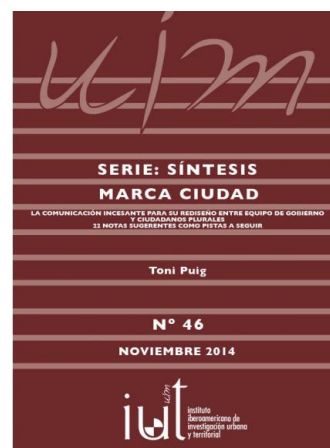 uim
SERIE: SÍNTESIS
MARCA CIUDAD
LA COMUNICACIÓN INCESANTE PARA SU REDISEÑO ENTRE EQUIPO DE GOBIERNO
Y CIUDADANOS PLURALES
22 NOTAS SUGERENTES COMO PISTAS A SEGUIR
Toni Puig
Nº 46
NOVIEMBRE 2014
uim
iut
instituto
iberoamericano de
investigación urbana
y territorial